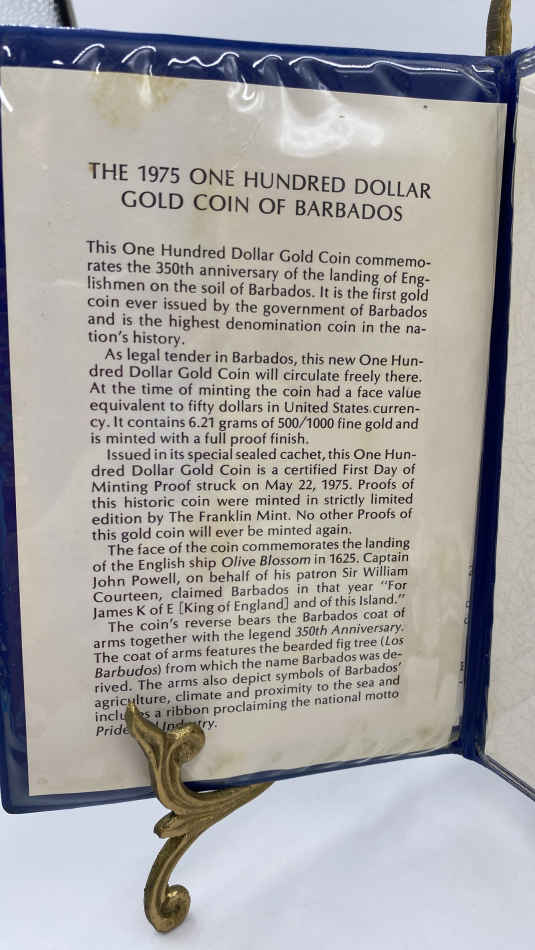 THE 1975 ONE HUNDRED DOLLAR
GOLD COIN OF BARBADOS
This One Hundred Dollar Gold Coin commemo-
rates the 350th anniversary of the landing of Eng-
lishmen on the soil of Barbados. It is the first gold
coin ever issued by the government of Barbados
and is the highest denomination coin in the na-
tion's history.
As legal tender in Barbados, this new One Hun-
dred Dollar Gold Coin will circulate freely there.
At the time of minting the coin had a face value
equivalent to fifty dollars in United States curren-
cy. It contains 6.21 grams of 500/1000 fine gold and
is minted with a full proof finish.
Issued in its special sealed cachet, this One Hun-
dred Dollar Gold Coin is a certified First Day of
Minting Proof struck on May 22, 1975. Proofs of
this historic coin were minted in strictly limited
edition by The Franklin Mint. No other Proofs of
this gold coin will ever be minted again.
The face of the coin commemorates the landing
of the English ship Olive Blossom in 1625. Captain
John Powell, on behalf of his patron Sir William
Courteen, claimed Barbados in that year "For
James K of E [King of England] and of this Island."
The coin's reverse bears the Barbados coat of
arms together with the legend 350th Anniversary.
The coat of arms features the bearded fig tree (Los
Barbudos) from which the name Barbados was de-
rived. The arms also depict symbols of Barbados'
agriculture, climate and proximity to the sea and
includes a ribbon proclaiming the national motto
Pride Industry.